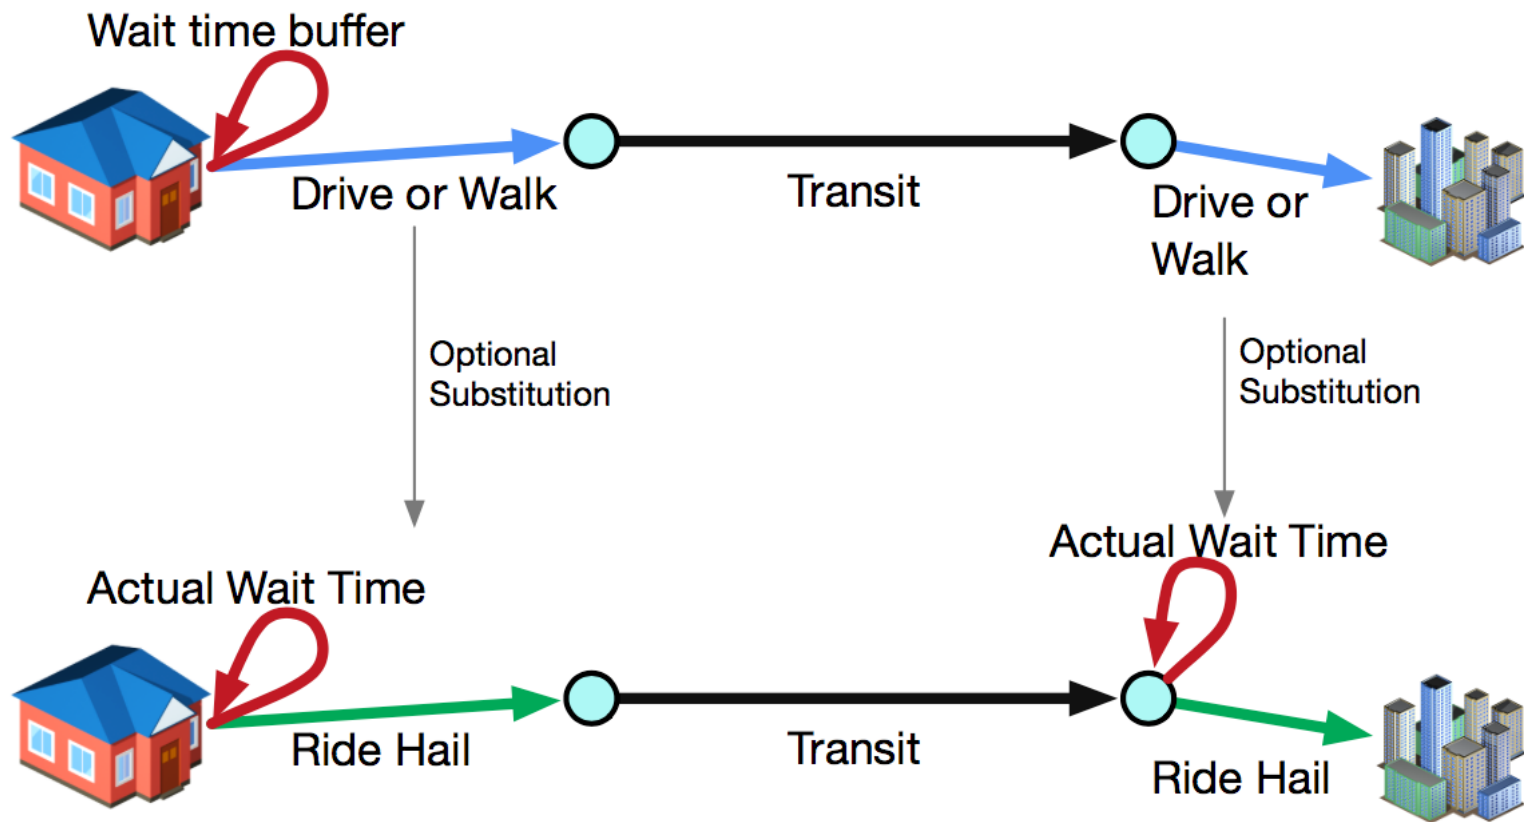 Wait time buffer
Drive or Walk
Transit
Drive or
Walk
Optional
Substitution
Optional
Substitution
Actual Wait Time
Actual Wait Time
Ride Hail
Transit
Ride Hail